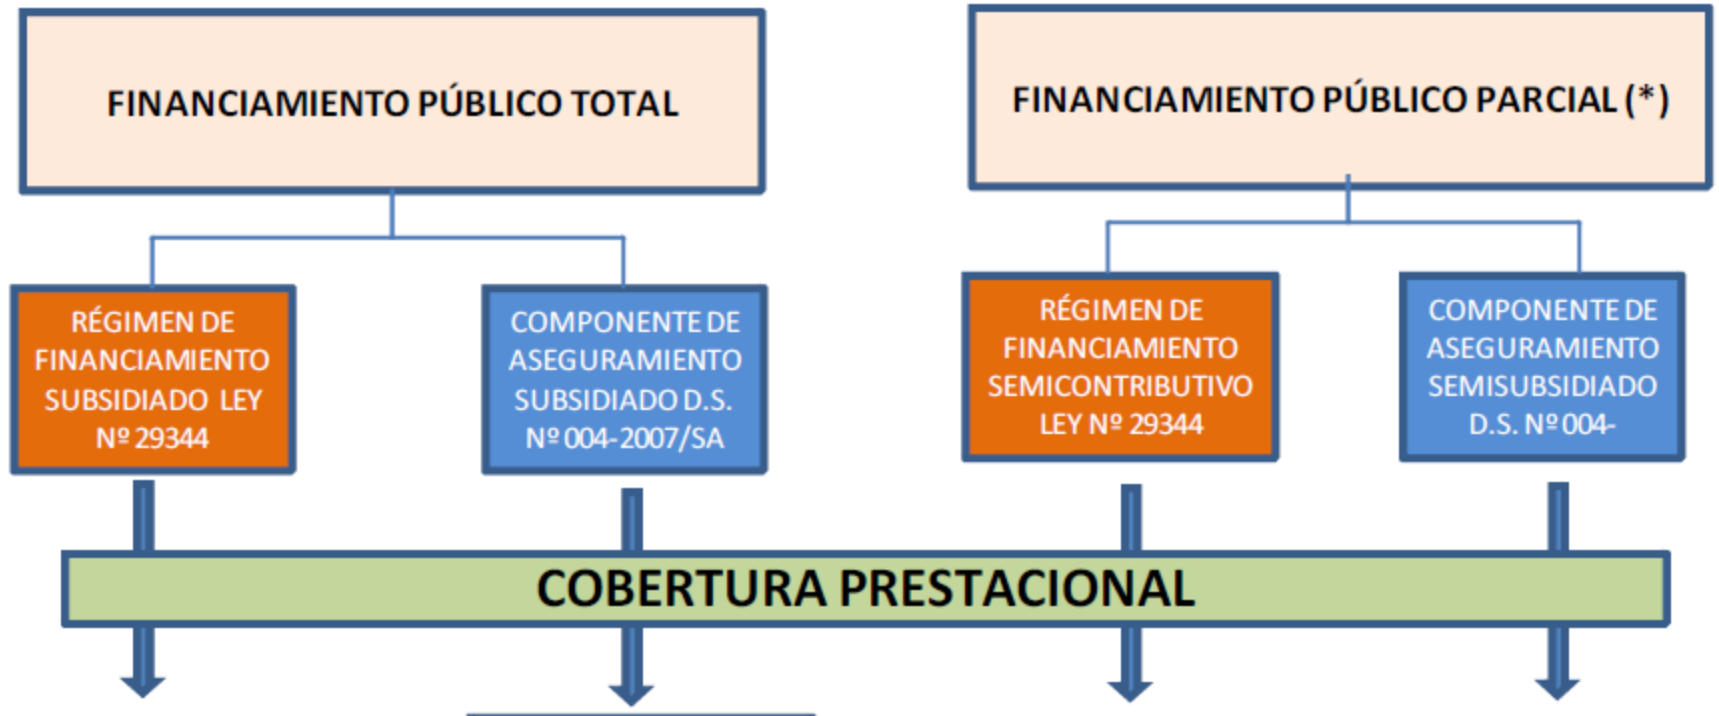 FINANCIAMIENTO PÚBLICO TOTAL
FINANCIAMIENTO PÚBLICO PARCIAL (*)
RÉGIMEN DE
FINANCIAMIENTO
SUBSIDIADO LEY
Nº 29344
COMPONENTE DE
ASEGURAMIENTO
SUBSIDIADO D.S.
Nº 004-2007/SA
RÉGIMEN DE
FINANCIAMIENTO
SEMICONTRIBUTIVO
LEY Nº 29344
COMPONENTE DE
ASEGURAMIENTO
SEMISUBSIDIADO
D.S. Nº 004-
COBERTURA PRESTACIONAL